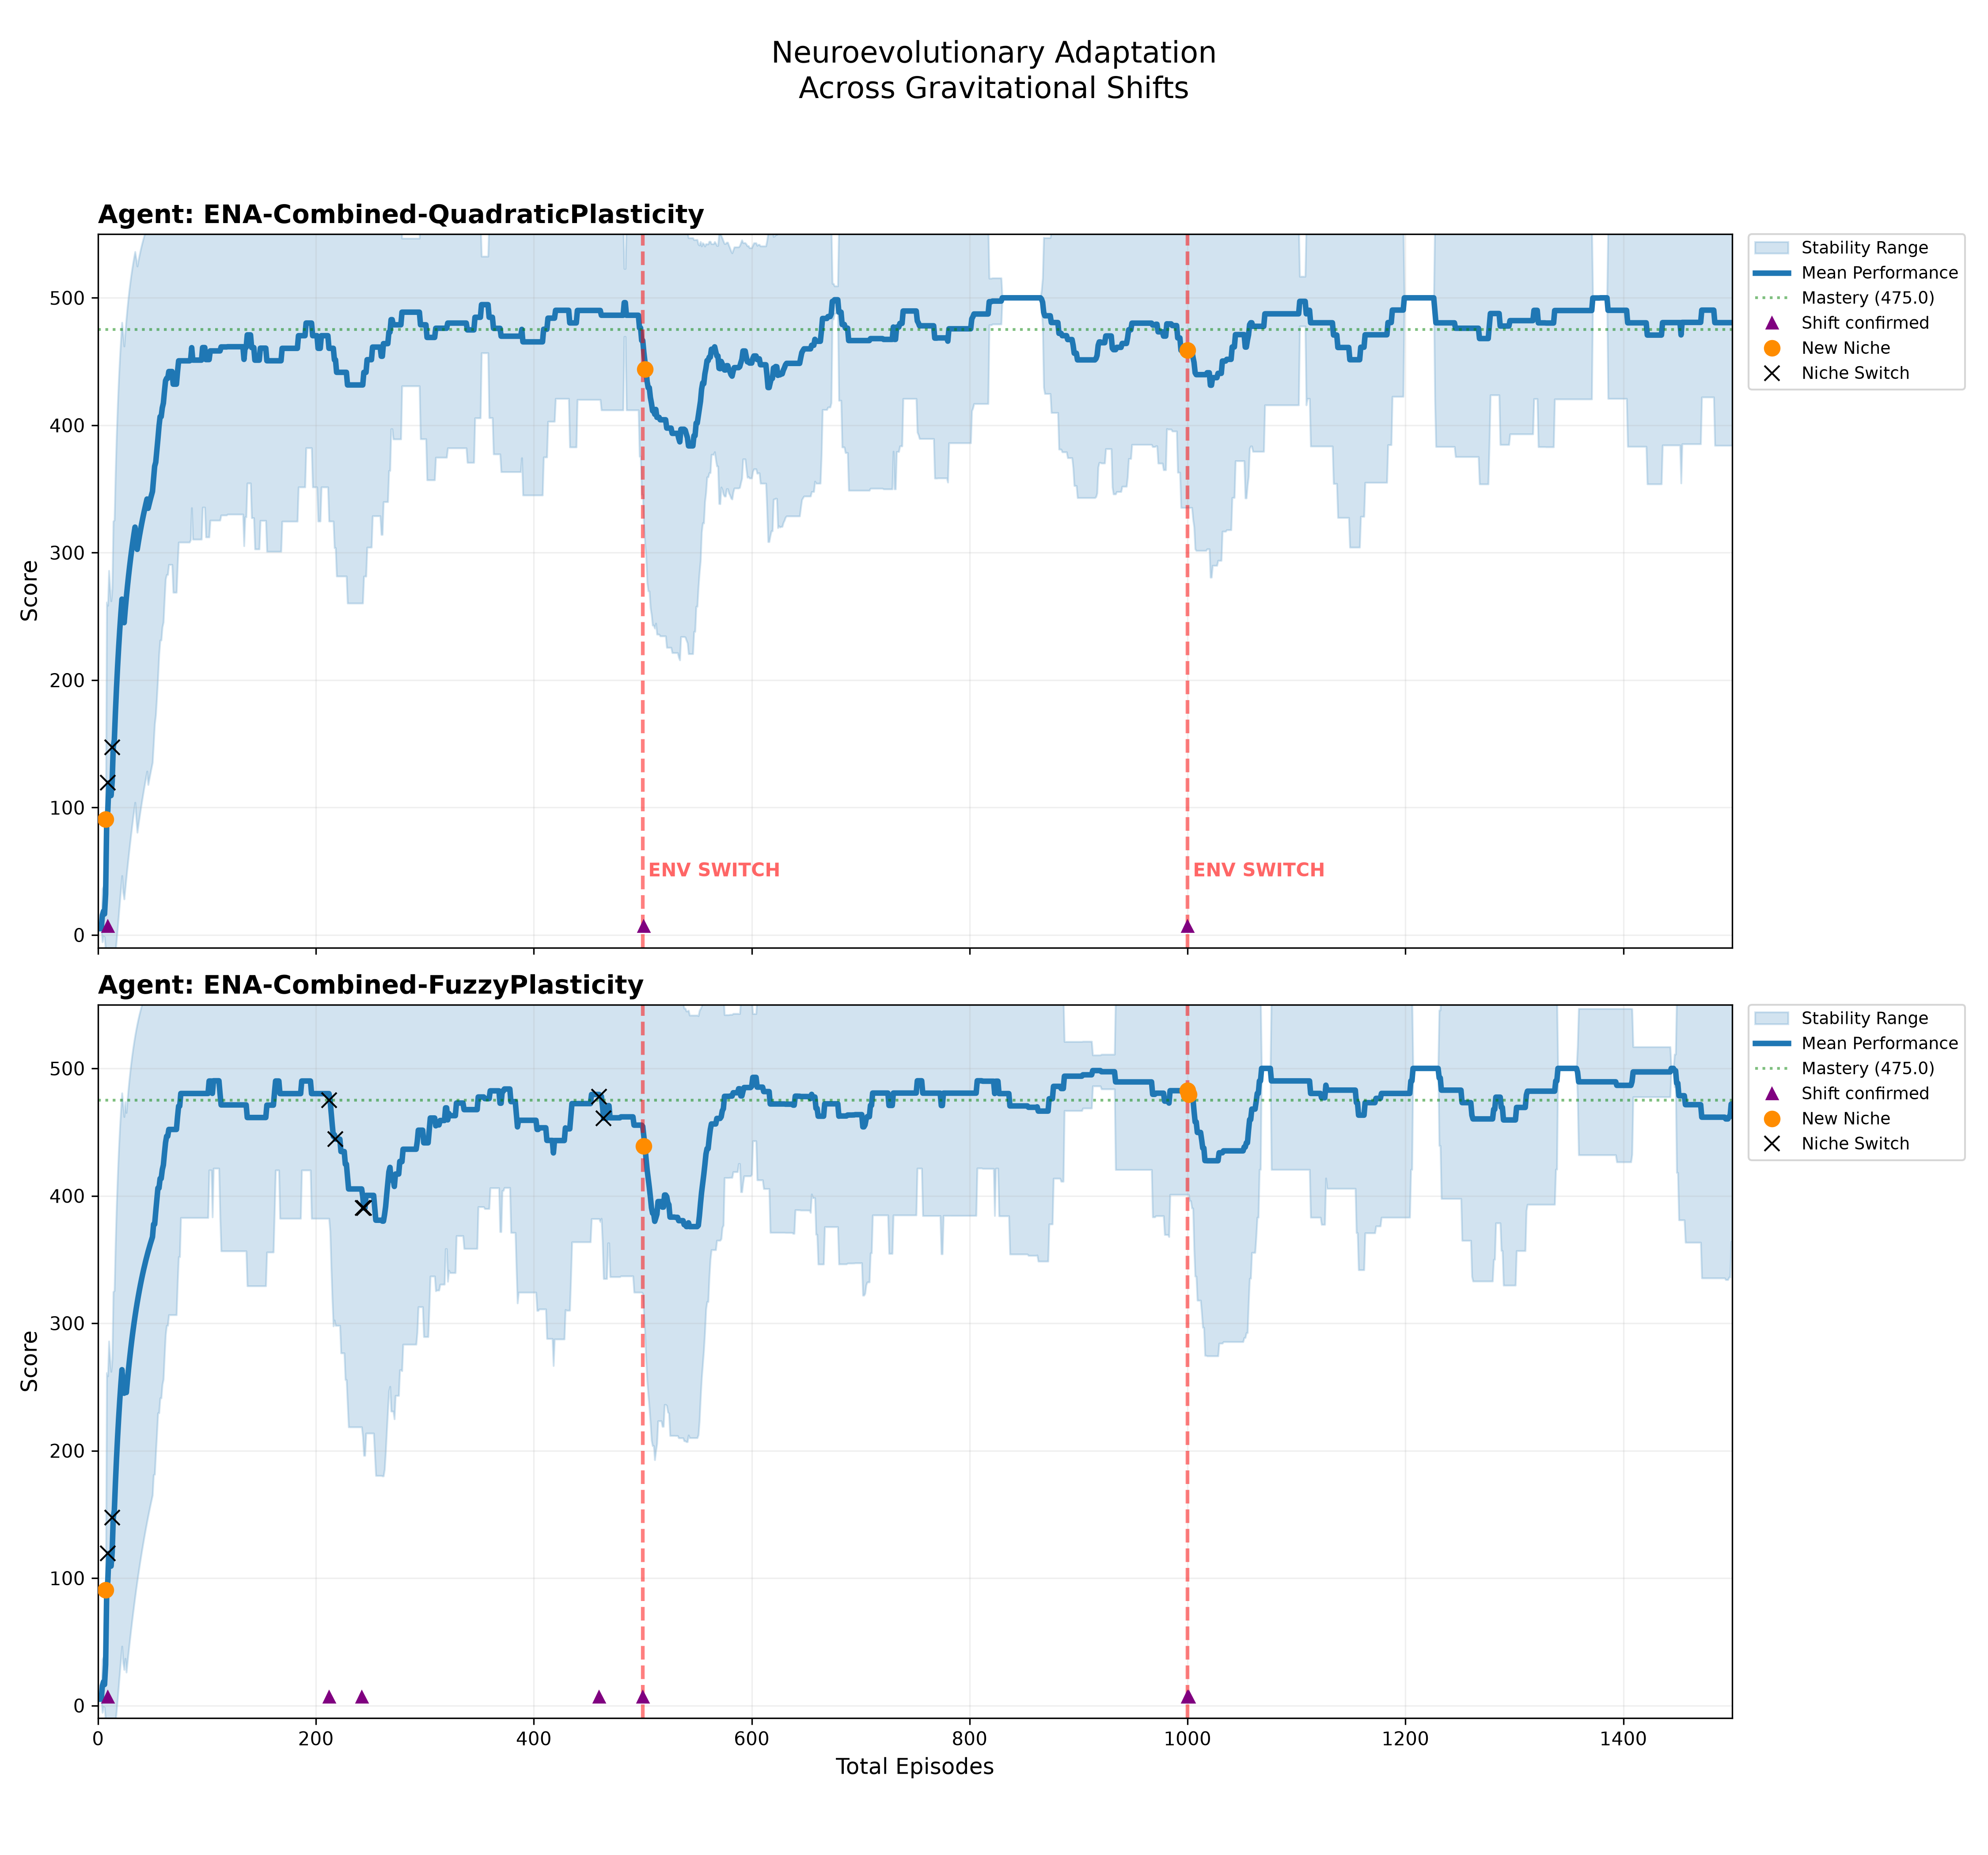 Neuroevolutionary Adaptation
Across Gravitational Shifts
Agent: ENA-Combined-QuadraticPlasticity
Score
500
400
300
200
100
0
ENV SWITCH
ENV SWITCH
Stability Range
Mean Performance
Mastery (475.0)
Shift confirmed
New Niche
Niche Switch
Agent: ENA-Combined-FuzzyPlasticity
Score
500
400
300
200
100
0
Stability Range
Mean Performance
Mastery (475.0)
Shift confirmed
New Niche
Niche Switch
0 200 400 600 800 1000 1200 1400
Total Episodes